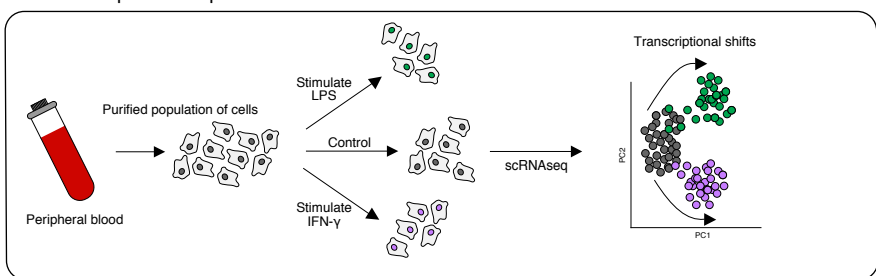 Transcriptional shifts
Stimulate
LPS
Purified population of cells
Control
scRNAseq
PC2
Stimulate
IFN-γ
Peripheral blood
PC1